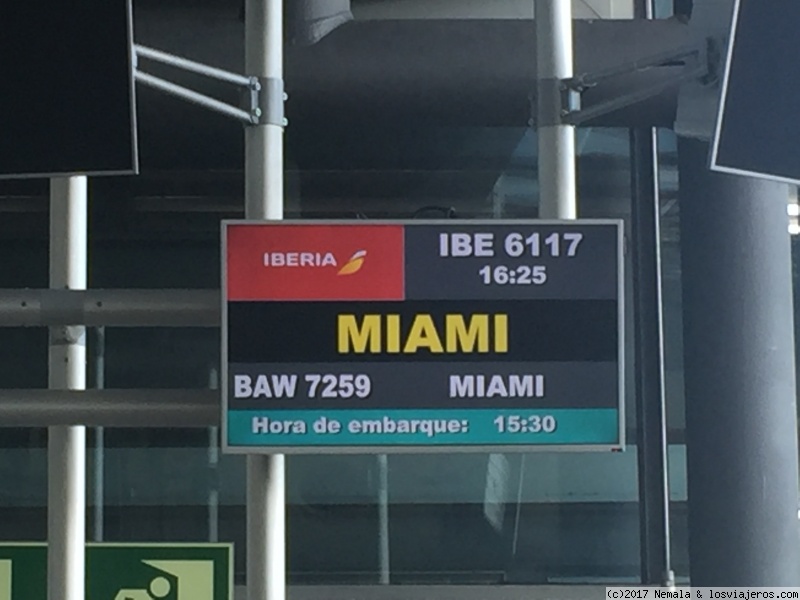 IBERIA
IBE 6117
16:25
MIAMI
BAW 7259 MIAMI
Hora de embarque: 15:30
(c)2017 Nemala & losviajeros.com